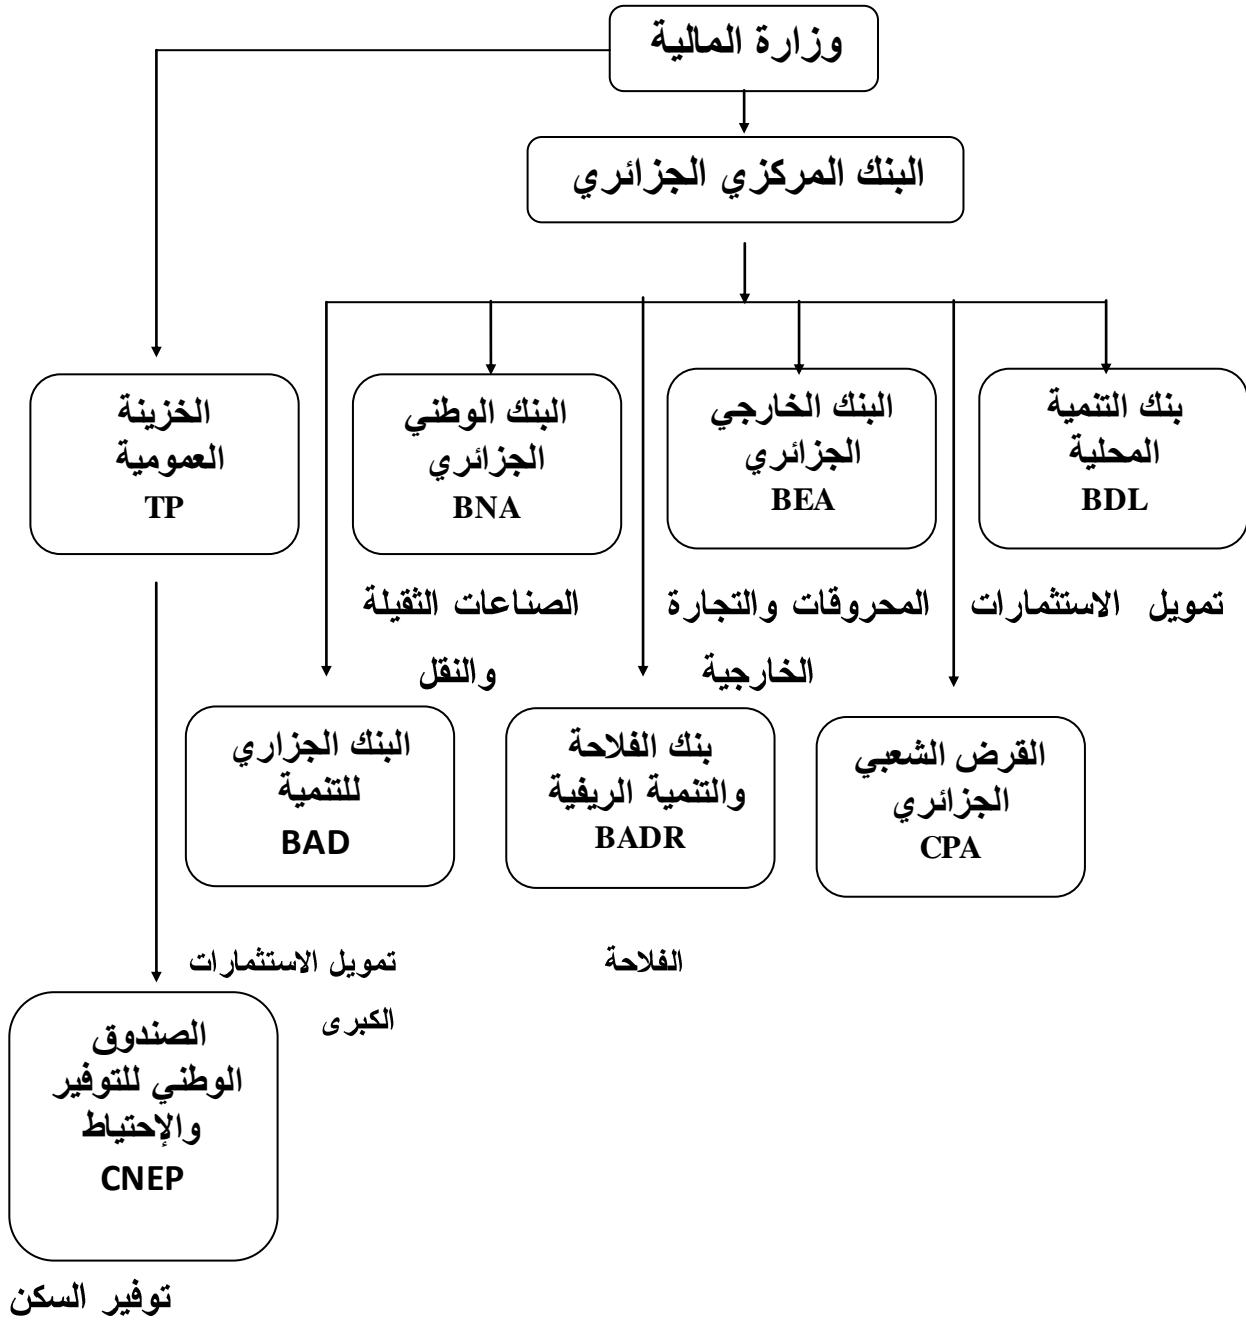 وزارة المالية
البنك المركزي الجزائري
بنك التنمية
المحلية
BDL
البنك الخارجي
الجزائري
BEA
البنك الوطني
الجزائري
BNA
الخزينة
العمومية
TP
تمويل الاستثمارات
المحروقات والتجارة
الخارجية
الصناعات الثقيلة
والنقل
القرض الشعبي
الجزائري
CPA
بنك الفلاحة
والتنمية الريفية
BADR
البنك الجزاري
للتنمية
BAD
الفلاحة
تمويل الاستثمارات
الكبرى
الصندوق
الوطني للتوفير
والإحتياط
CNEP
توفير السكن